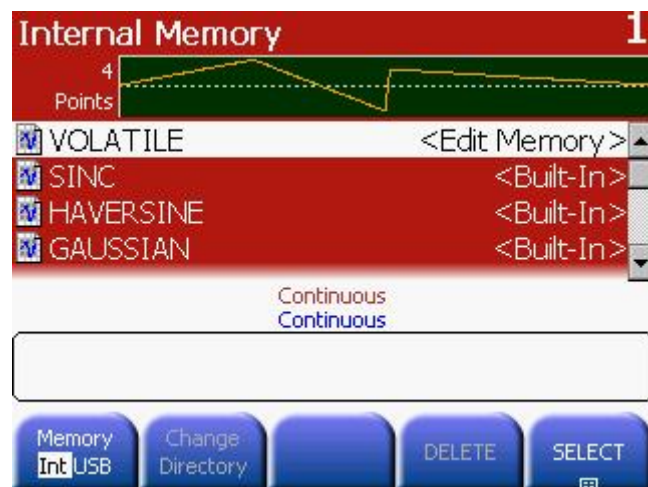 Internal Memory 1
4
Points
VOLATILE <Edit Memory>
SINC <Built-In>
HAVERSINE <Built-In>
GAUSSIAN <Built-In>
Continuous
Continuous
Memory
Int USB
Change
Directory
DELETE
SELECT